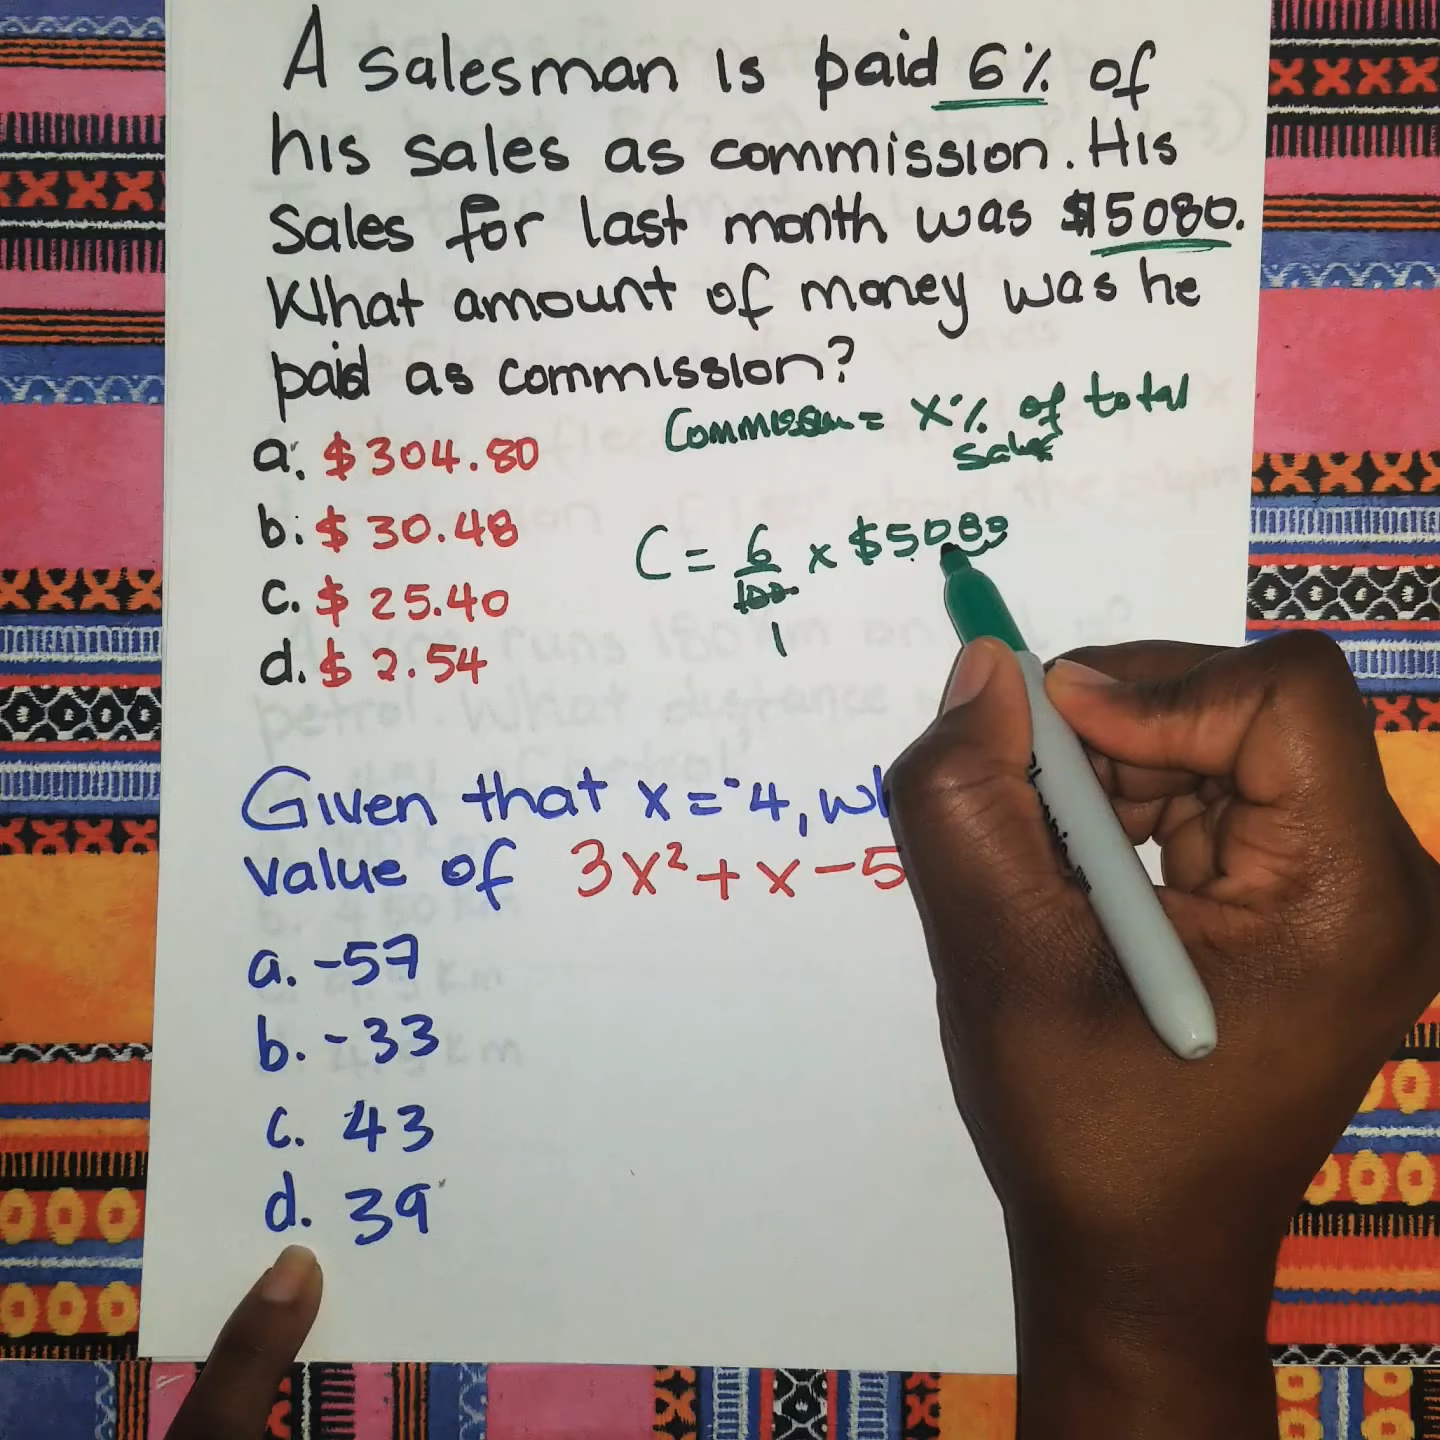 A salesman is paid 6% of
his sales as commission. His
sales for last month was $5080.
What amount of money was he
paid as commission?
Commission = x% of total
sales
a. $304.80
b. $30.48
c. $25.40
d. $2.54
C = 6/100 x $5080
1
Given that x = -4,
value of 3x² + x - 5
a. -57
b. -33
c. 43
d. 39